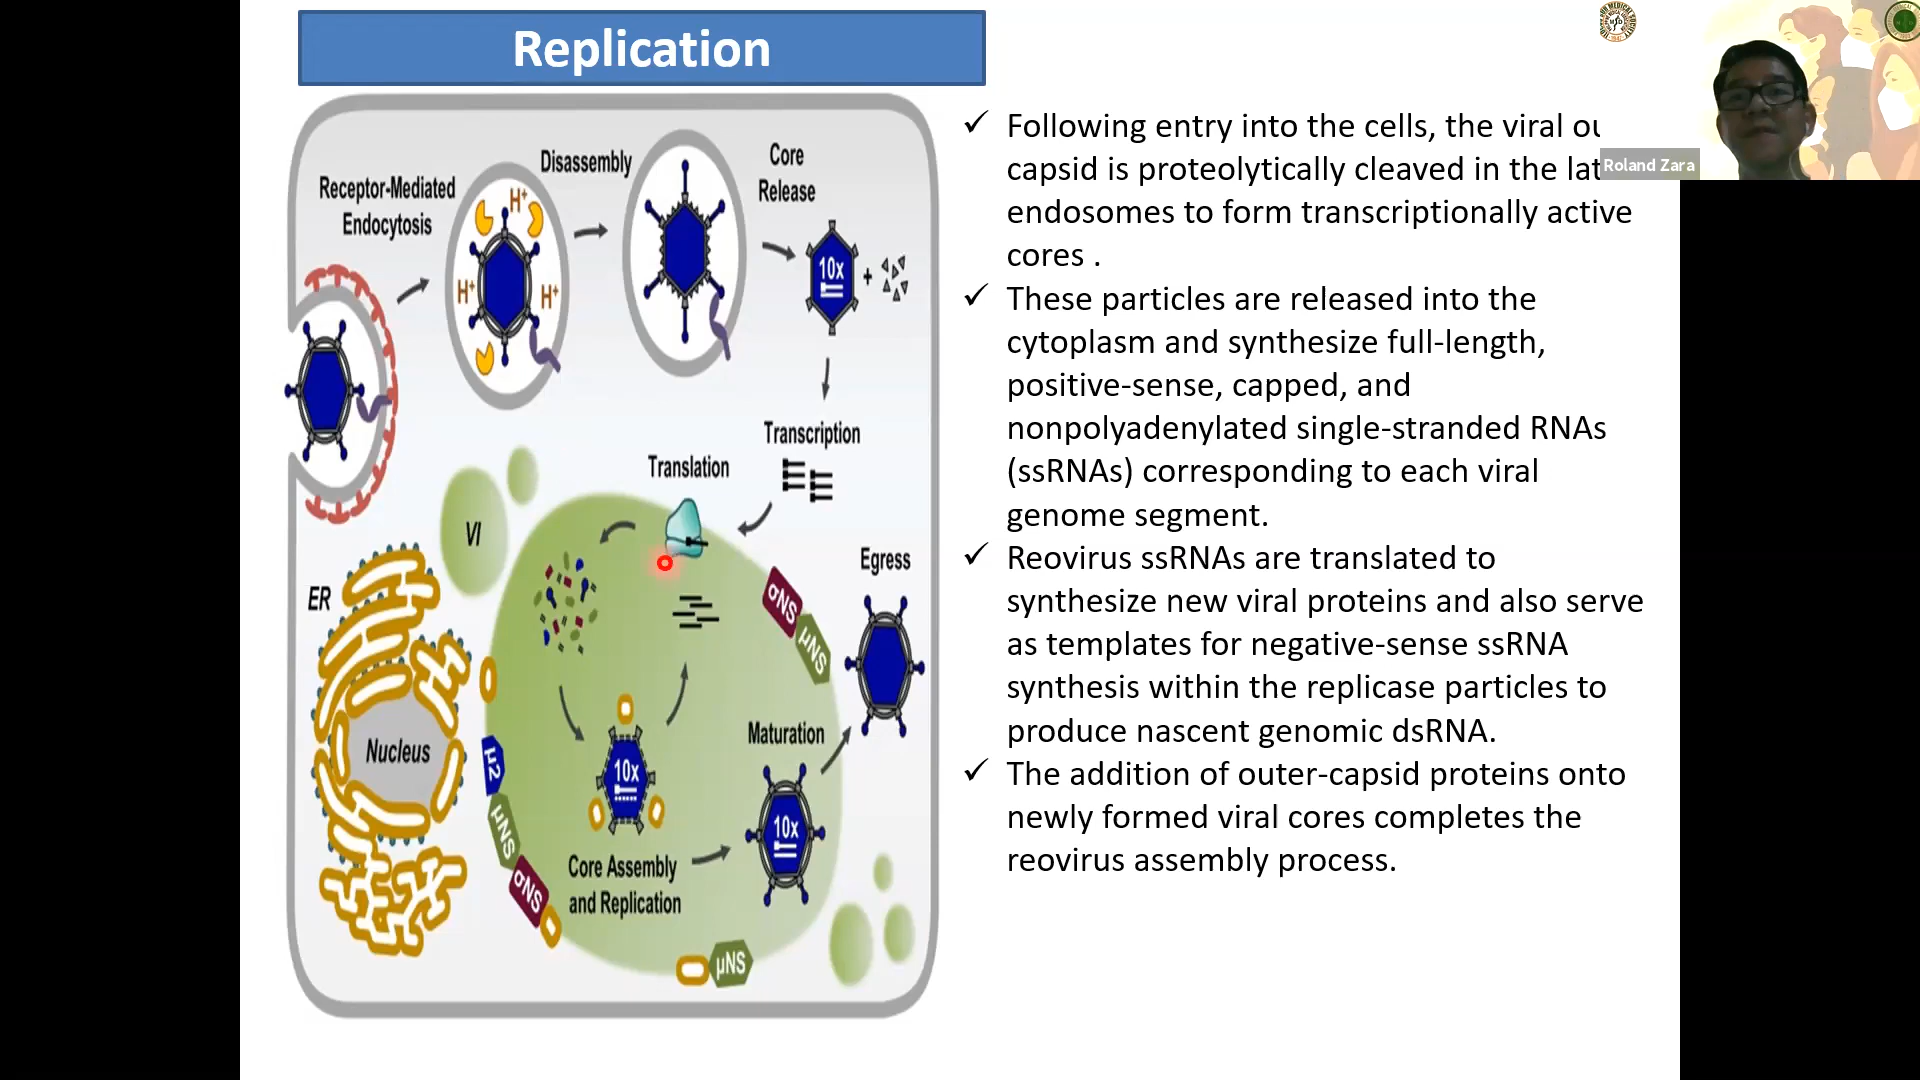 Replication
Receptor-Mediated
Endocytosis
H+
H+
H+
Disassembly
Core
Release
10x
+
Transcription
Translation
VI
ER
Nucleus
σNS
μNS
Egress
μ2
μNS
σNS
10x
Core Assembly
and Replication
Maturation
10x
μNS
✓ Following entry into the cells, the viral
capsid is proteolytically cleaved in the
endosomes to form transcriptionally active
cores .
✓ These particles are released into the
cytoplasm and synthesize full-length,
positive-sense, capped, and
nonpolyadenylated single-stranded RNAs
(ssRNAs) corresponding to each viral
genome segment.
✓ Reovirus ssRNAs are translated to
synthesize new viral proteins and also serve
as templates for negative-sense ssRNA
synthesis within the replicase particles to
produce nascent genomic dsRNA.
✓ The addition of outer-capsid proteins onto
newly formed viral cores completes the
reovirus assembly process.
Roland Zara